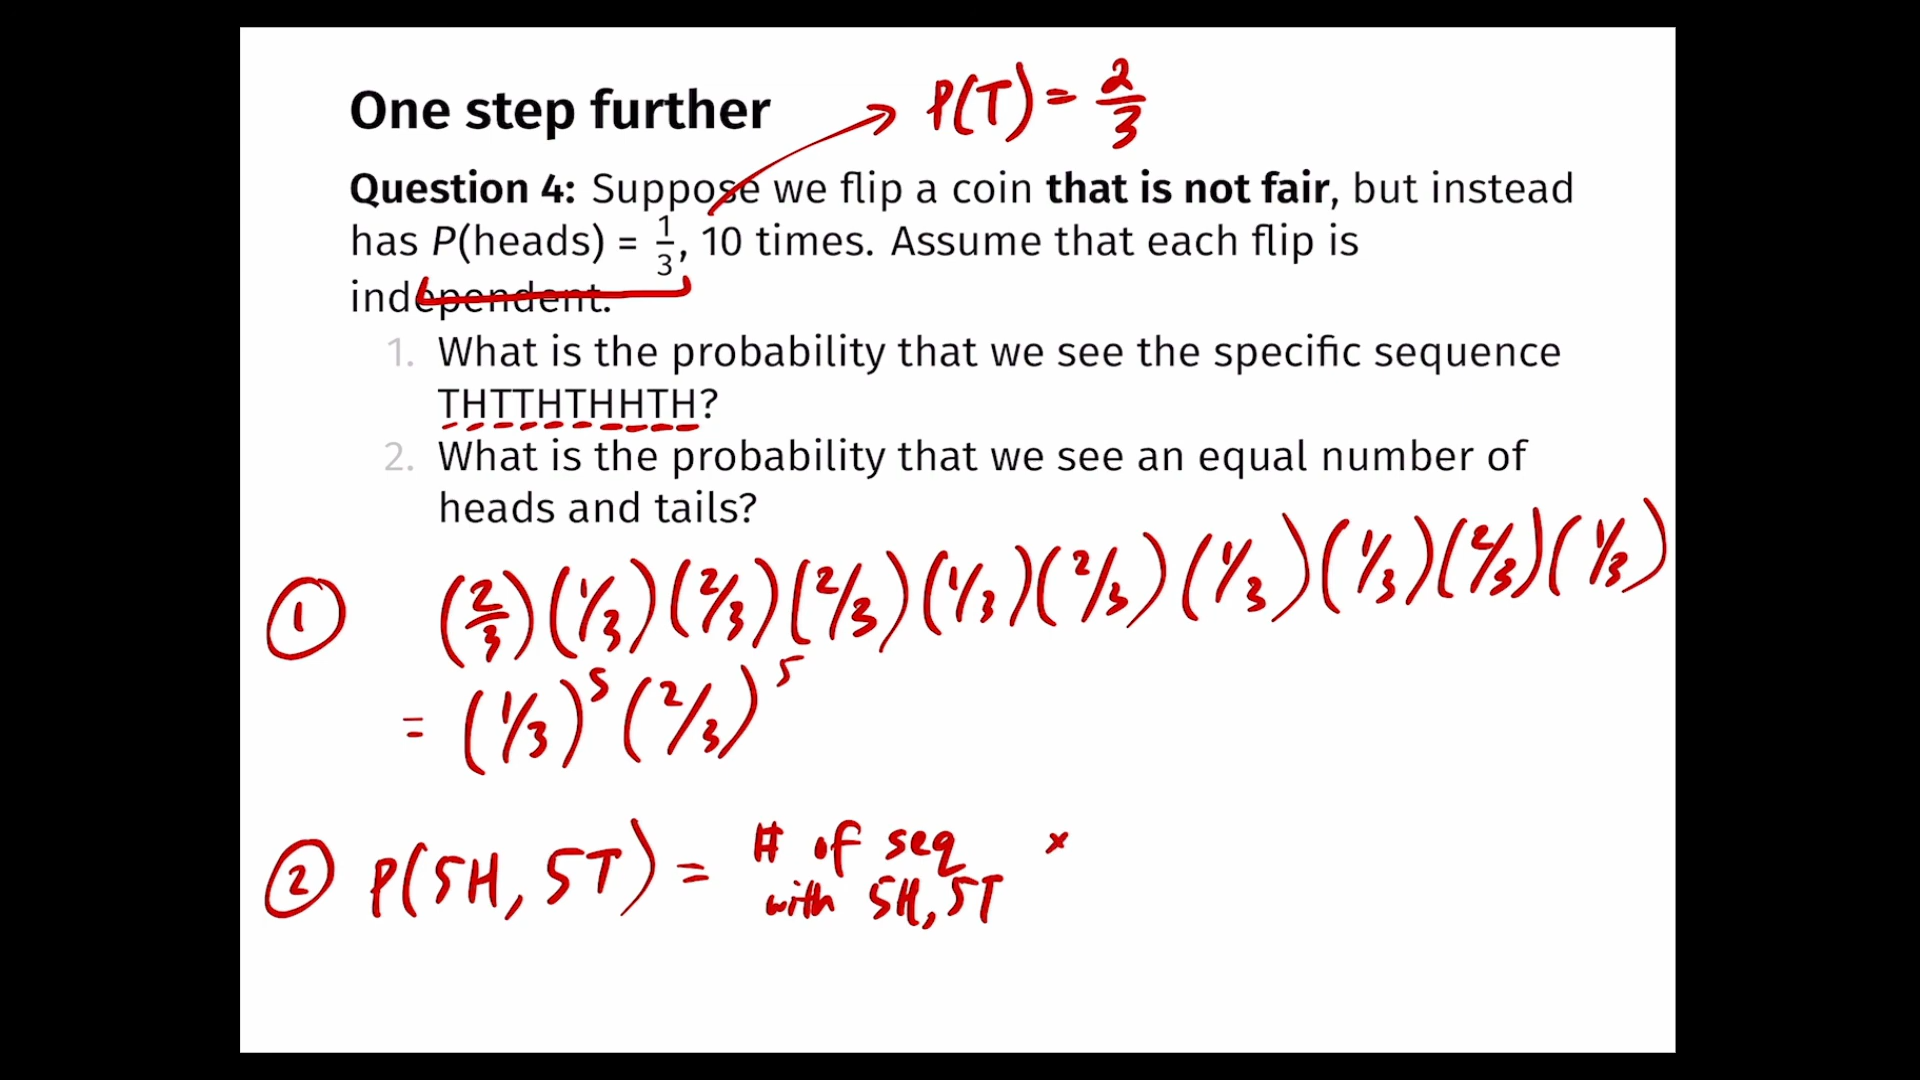 One step further
P(T) = 2/3
Question 4: Suppose we flip a coin that is not fair, but instead
has P(heads) = 1/3, 10 times. Assume that each flip is
independent.
1. What is the probability that we see the specific sequence
THTTHTHHTH?
2. What is the probability that we see an equal number of
heads and tails?
① (2/3)(1/3)(2/3)(2/3)(1/3)(2/3)(1/3)(1/3)(2/3)(1/3)
= (1/3)^5 (2/3)^5
② P(5H, 5T) = # of seq ×
with 5H, 5T